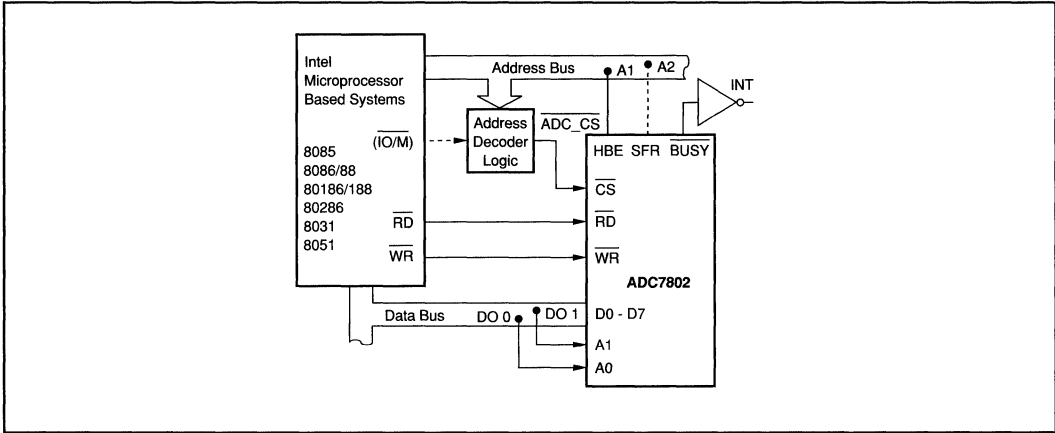 Intel
Microprocessor
Based Systems
(IO/M)
8085
8086/88
80186/188
80286
8031
8051
RD
WR
Address Bus
A1
A2
INT
Address
Decoder
Logic
ADC_CS
HBE SFR BUSY
CS
RD
WR
ADC7802
Data Bus
DO 0
DO 1
D0 - D7
A1
A0